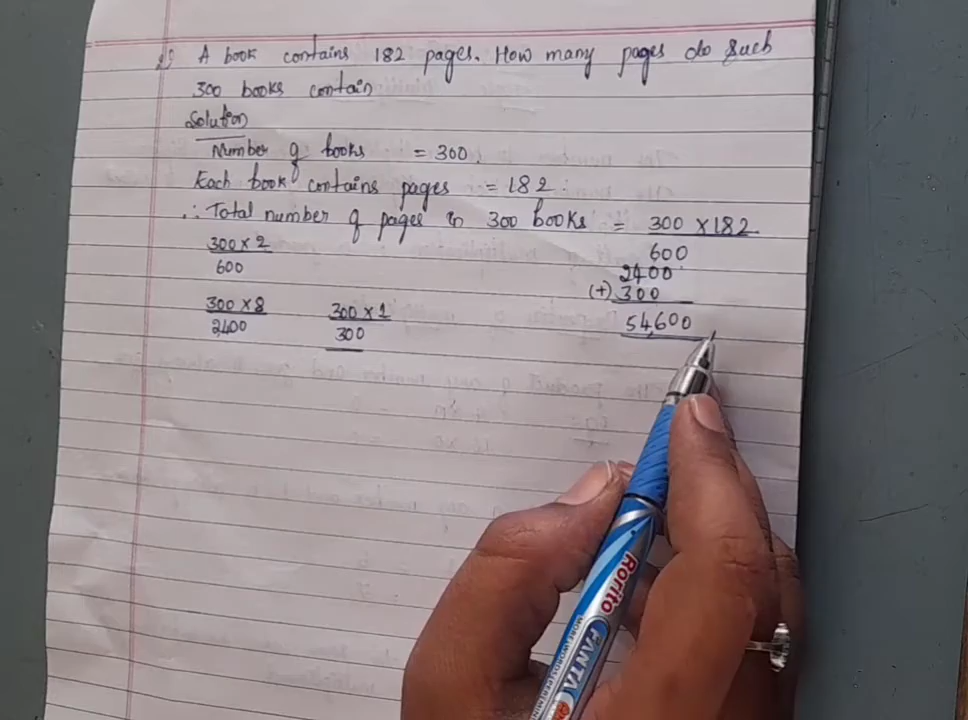 2) A book contains 182 pages. How many pages do such
300 books contain
Solution
Number of books = 300.
Each book contains pages = 182.
∴ Total number of pages in 300 books = 300 × 182
300 × 2
600
600
2400
(+) 300
300 × 8
2400
300 × 1
300
54,600
Rorito
FANTA